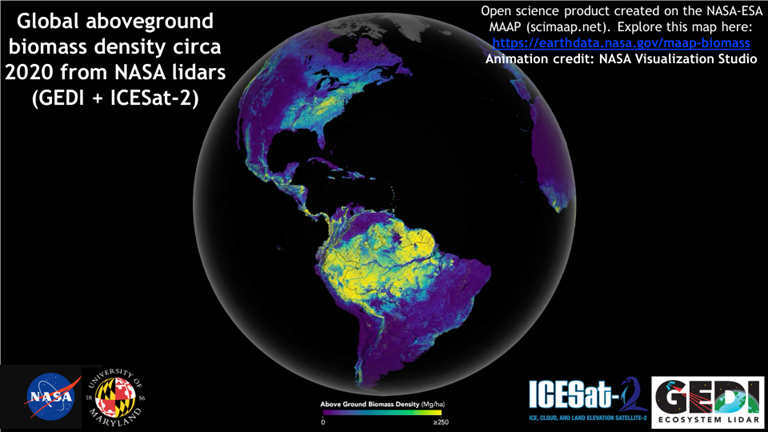 Global aboveground
biomass density circa
2020 from NASA lidars
(GEDI + ICESat-2)
Open science product created on the NASA-ESA
MAAP (scimaap.net). Explore this map here:
https://earthdata.nasa.gov/maap-biomass
Animation credit: NASA Visualization Studio
NASA
UNIVERSITY OF
18 56
MARYLAND
Above Ground Biomass Density (Mg/ha)
0 ≥250
ICESat-2
ICE, CLOUD, AND LAND ELEVATION SATELLITE-2
GEDI
ECOSYSTEM LIDAR